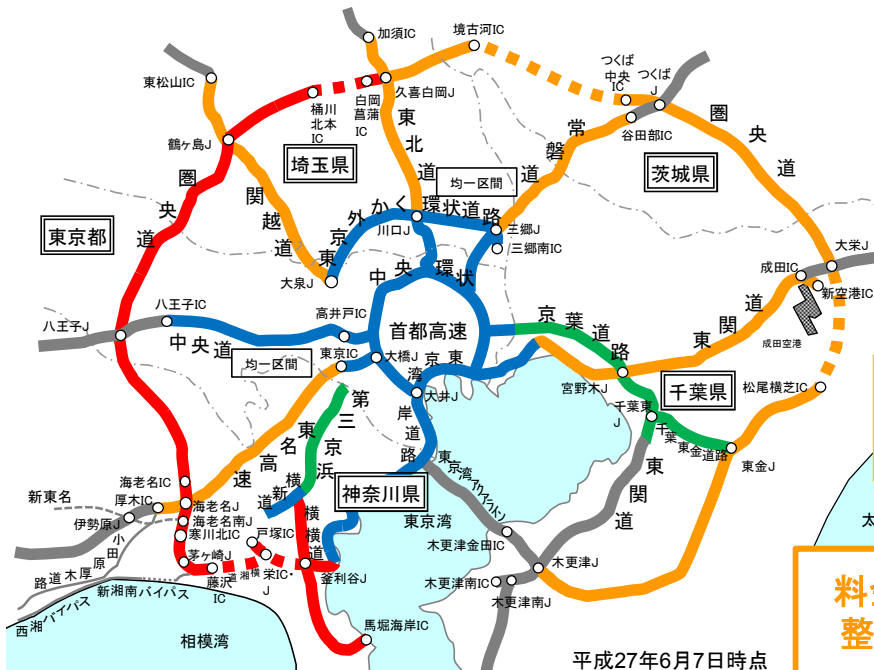 加須IC
境古河IC
東松山IC
つくば
中央
IC
つくば
J
白岡
菖蒲
IC
久喜白岡J
桶川
北本
IC
谷田部IC
鶴ヶ島J
埼玉県
東北道
常磐道
圏央道
茨城県
均一区間
圏央道
関越道
東京外かく環状道路
川口J
三郷J
三郷南IC
東京都
大栄J
成田IC
新空港IC
大泉J
中央環状
八王子IC
高井戸IC
首都高速
京葉道路
東関道
成田空港
八王子J
中央道
均一区間
東京IC
大橋J
宮野木J
千葉県
松尾横芝IC
大井J
東京湾岸道路
千葉東
J
千葉東金道路
東金J
第三京浜
東名高速
東関道
海老名IC
厚木IC
新東名
海老名J
海老名南J
伊勢原J
寒川北IC
新横浜道
横横道
神奈川県
東京湾
東京湾アクアライン
戸塚IC
木更津金田IC
小田原厚木道路
茅ヶ崎J
藤沢
IC
横湘道
栄IC・
J
釜利谷J
木更津J
木更津南IC
木更津南J
新湘南バイパス
西湘バイパス
相模湾
馬堀海岸IC
太
料金
整
平成27年6月7日時点